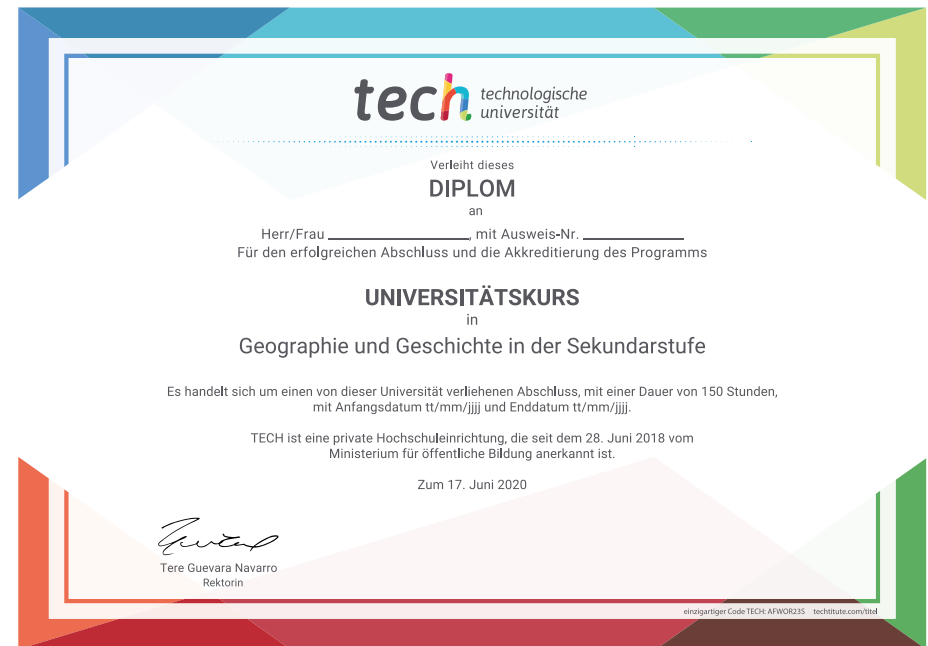 tech technologische
universität
Verleiht dieses
DIPLOM
an
Herr/Frau ____________, mit Ausweis-Nr. ____________
Für den erfolgreichen Abschluss und die Akkreditierung des Programms
UNIVERSITÄTSKURS
in
Geographie und Geschichte in der Sekundarstufe
Es handelt sich um einen von dieser Universität verliehenen Abschluss, mit einer Dauer von 150 Stunden,
mit Anfangsdatum tt/mm/jjjj und Enddatum tt/mm/jjjj.
TECH ist eine private Hochschuleinrichtung, die seit dem 28. Juni 2018 vom
Ministerium für öffentliche Bildung anerkannt ist.
Zum 17. Juni 2020
Tere Guevara Navarro
Rektorin
einzigartiger Code TECH: AFWOR23S techtitute.com/titel